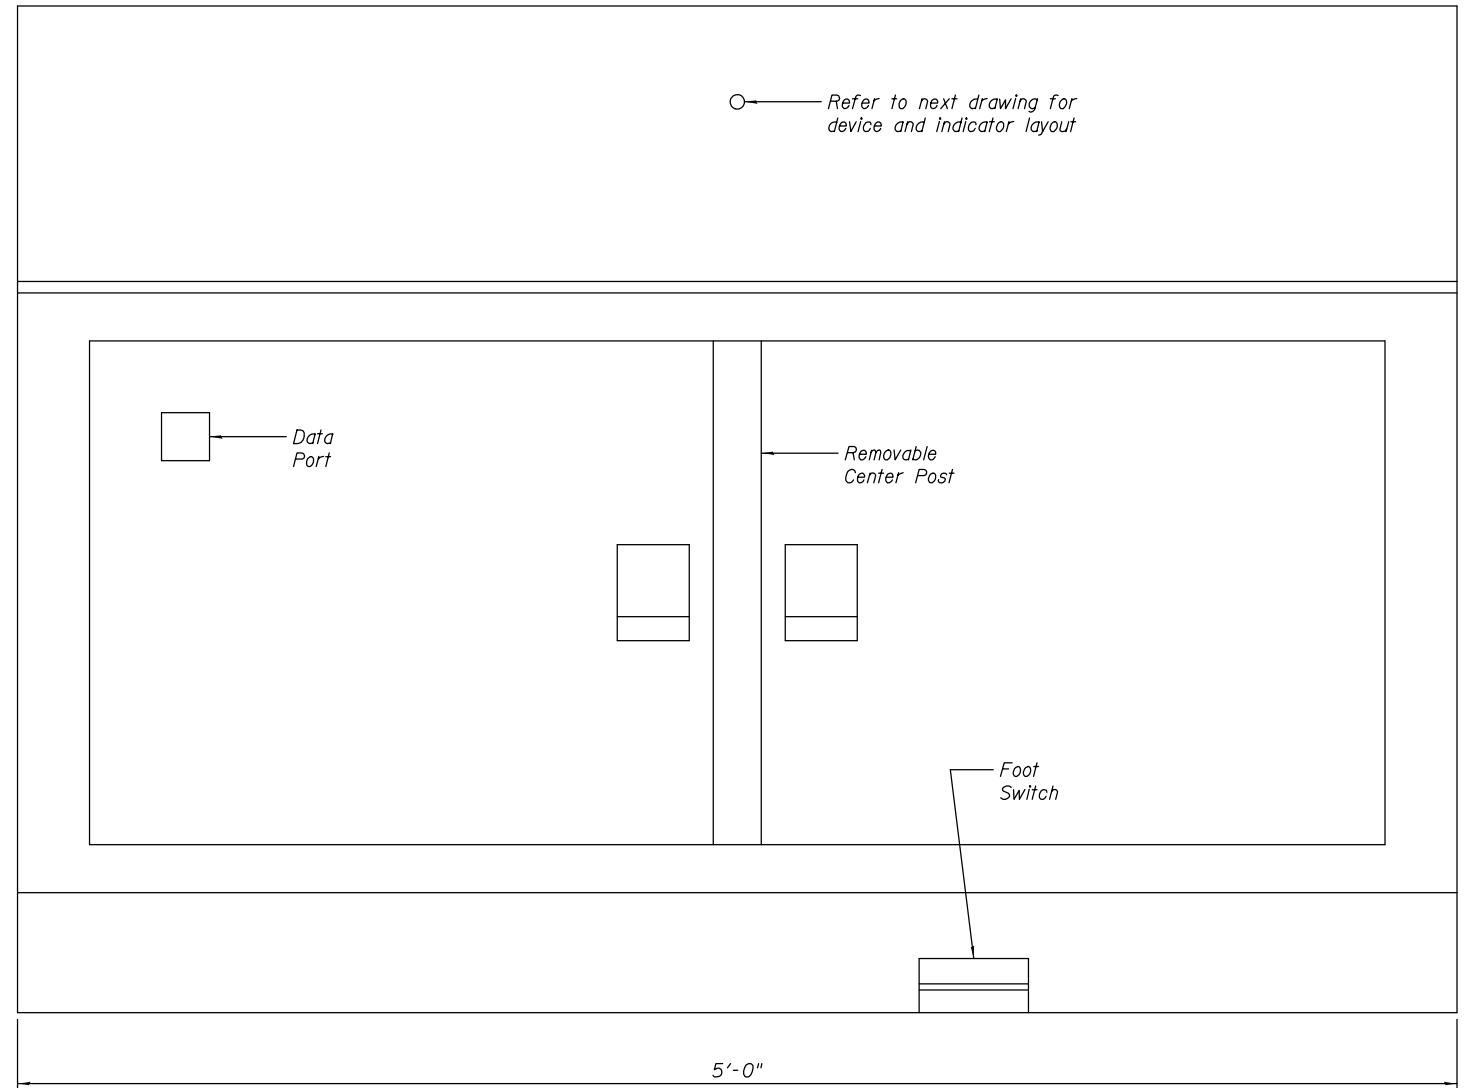 Refer to next drawing for
device and indicator layout
Data
Port
Removable
Center Post
Foot
Switch
5'-0"